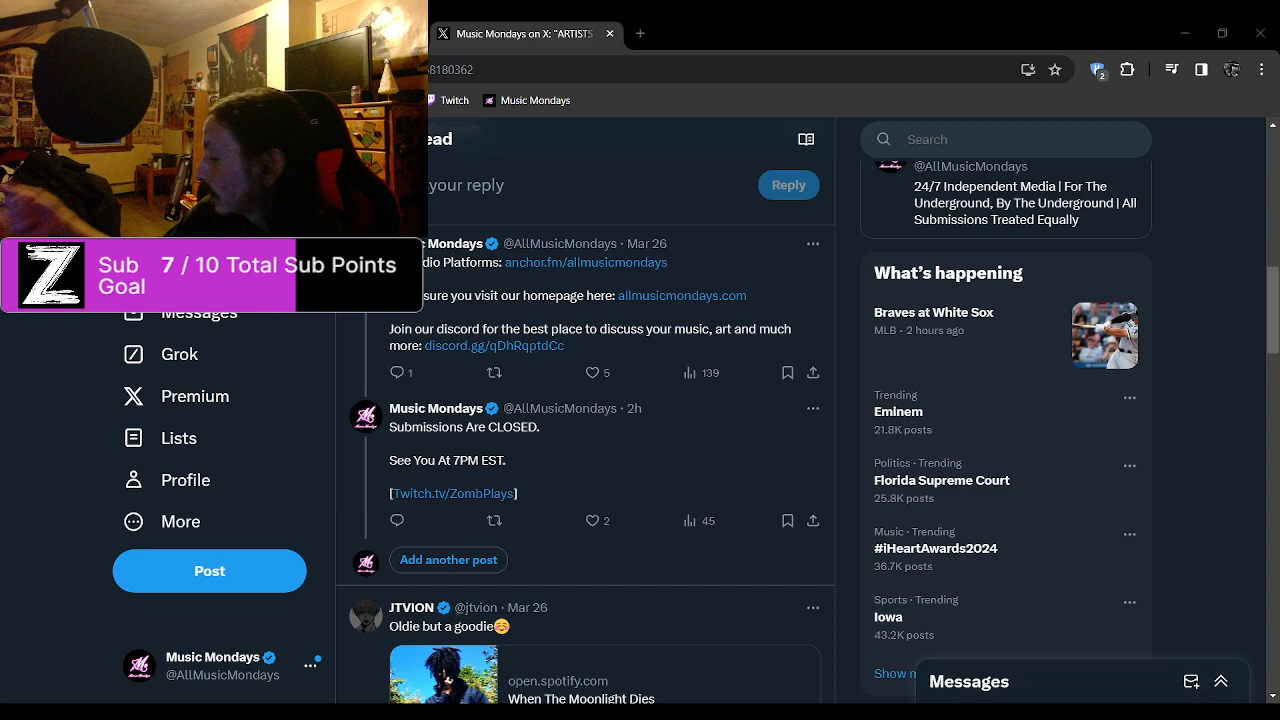 Music Mondays on X: "ARTISTS
8180362
Twitch
Music Mondays
ead
your reply
Reply
Search
@AllMusicMondays
24/7 Independent Media | For The
Underground, By The Underground | All
Submissions Treated Equally
Z
Sub Goal
7 / 10 Total Sub Points
Messages
Grok
Premium
Lists
Profile
More
Post
Music Mondays
@AllMusicMondays
Mondays @AllMusicMondays · Mar 26
dio Platforms: anchor.fm/allmusicmondays
sure you visit our homepage here: allmusicmondays.com
Join our discord for the best place to discuss your music, art and much
more: discord.gg/qDhRqptdCc
1 5 139
Music Mondays @AllMusicMondays · 2h
Submissions Are CLOSED.
See You At 7PM EST.
[Twitch.tv/ZombPlays]
2 45
Add another post
JTVION @jtvion · Mar 26
Oldie but a goodie☺️
open.spotify.com
When The Moonlight Dies
What's happening
Braves at White Sox
MLB · 2 hours ago
Trending
Eminem
21.8K posts
Politics · Trending
Florida Supreme Court
25.8K posts
Music · Trending
#iHeartAwards2024
36.7K posts
Sports · Trending
Iowa
43.2K posts
Show
Messages